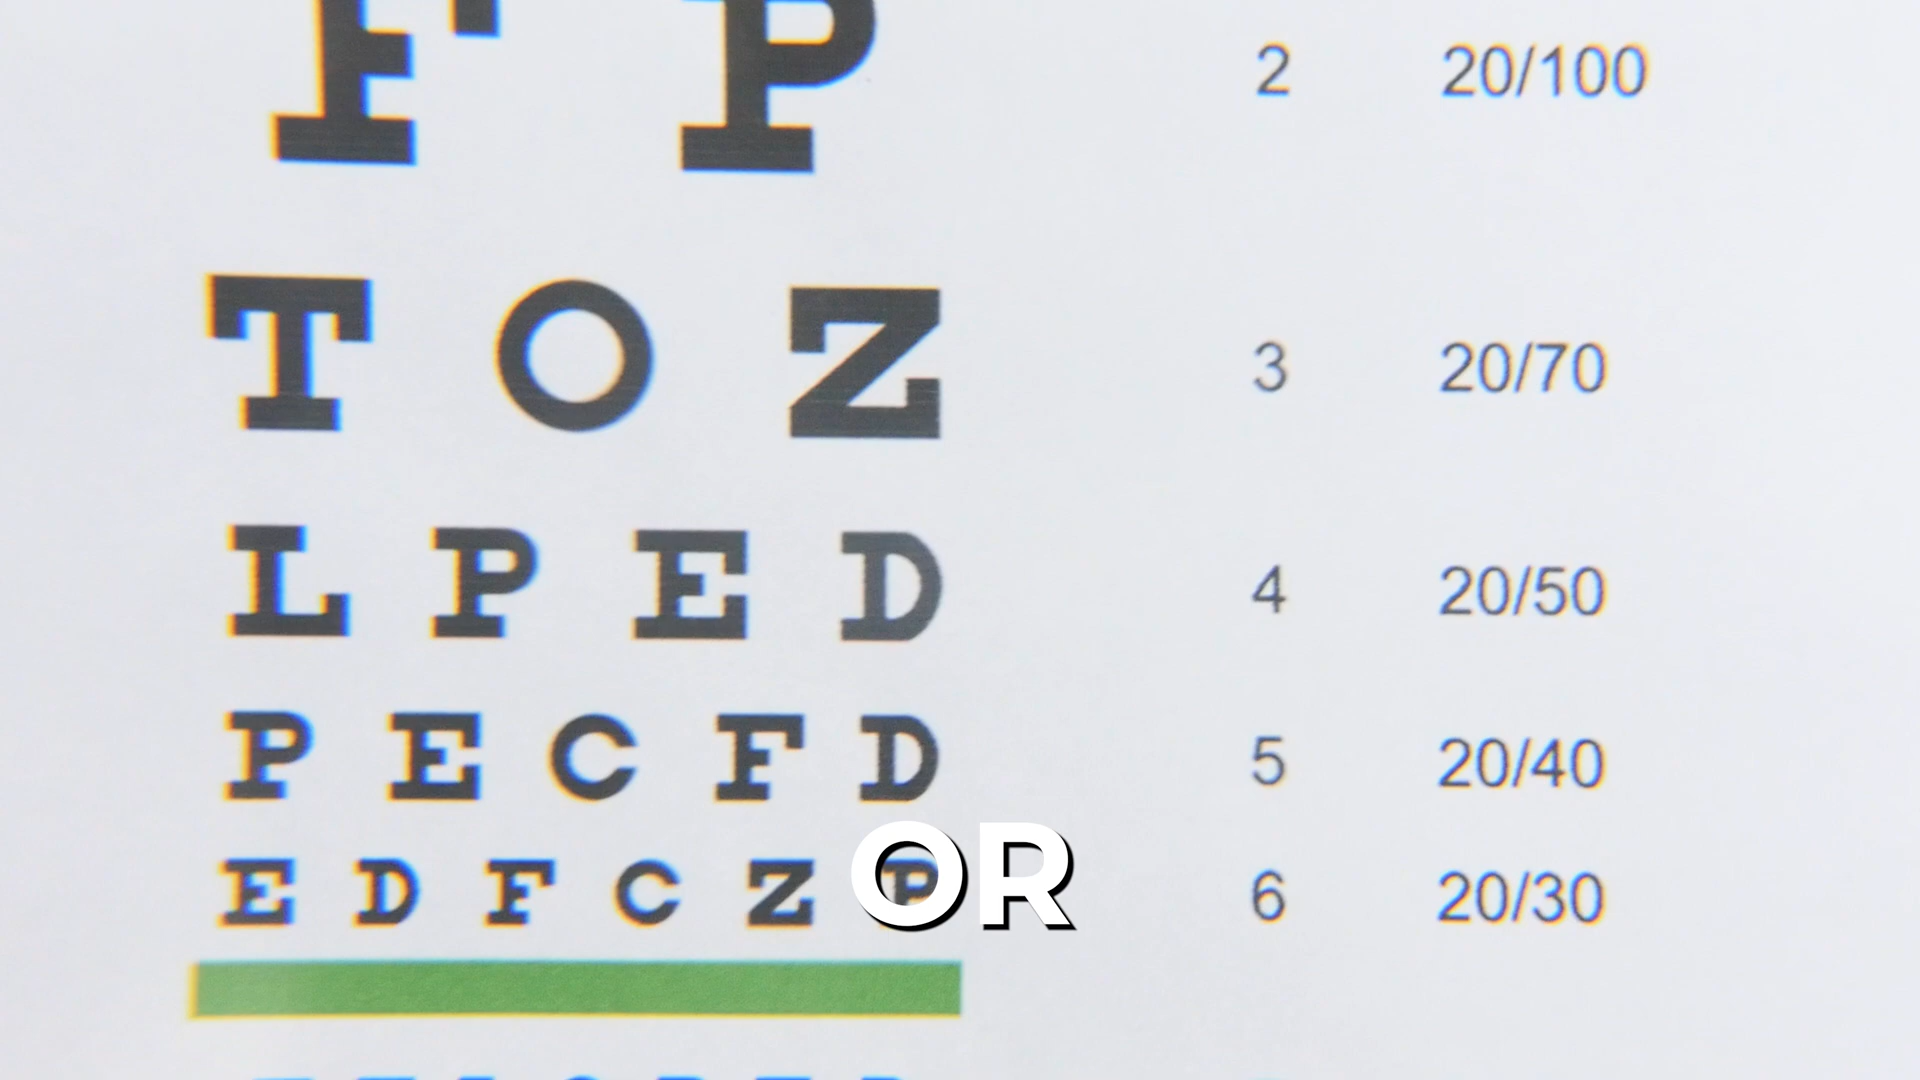 F P 2 20/100
T O Z 3 20/70
L P E D 4 20/50
P E C F D 5 20/40
E D F C Z P 6 20/30
OR